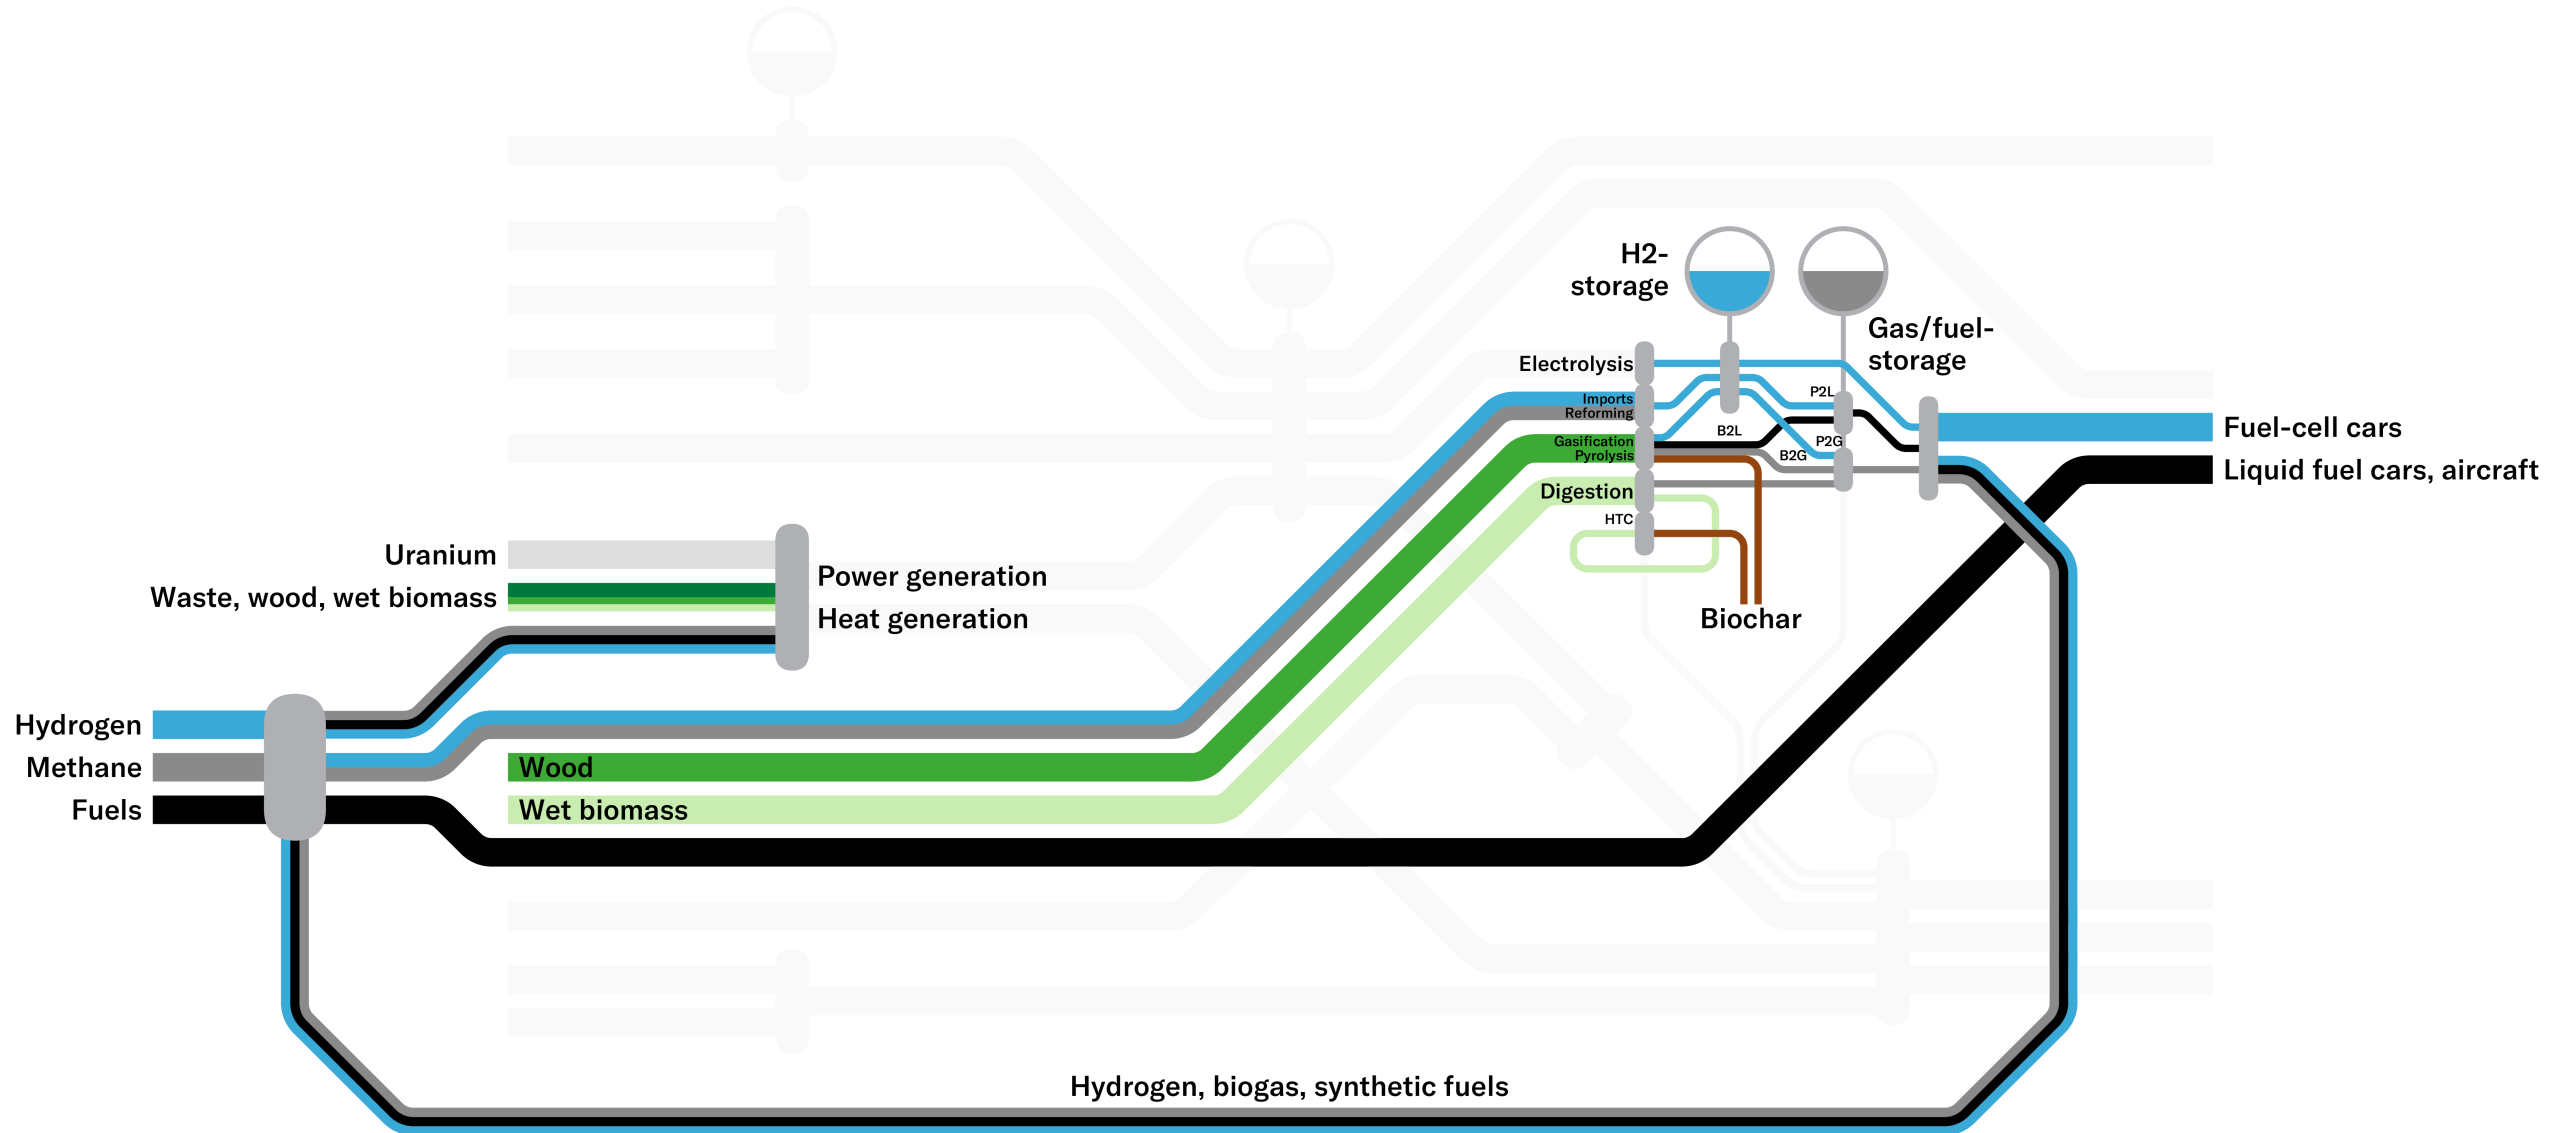 H2-
storage
Gas/fuel-
storage
Electrolysis
Imports
Reforming
P2L
Fuel-cell cars
B2L
Gasification
P2G
Pyrolysis
B2G
Liquid fuel cars, aircraft
Digestion
HTC
Uranium
Power generation
Waste, wood, wet biomass
Heat generation
Biochar
Hydrogen
Methane
Wood
Fuels
Wet biomass
Hydrogen, biogas, synthetic fuels